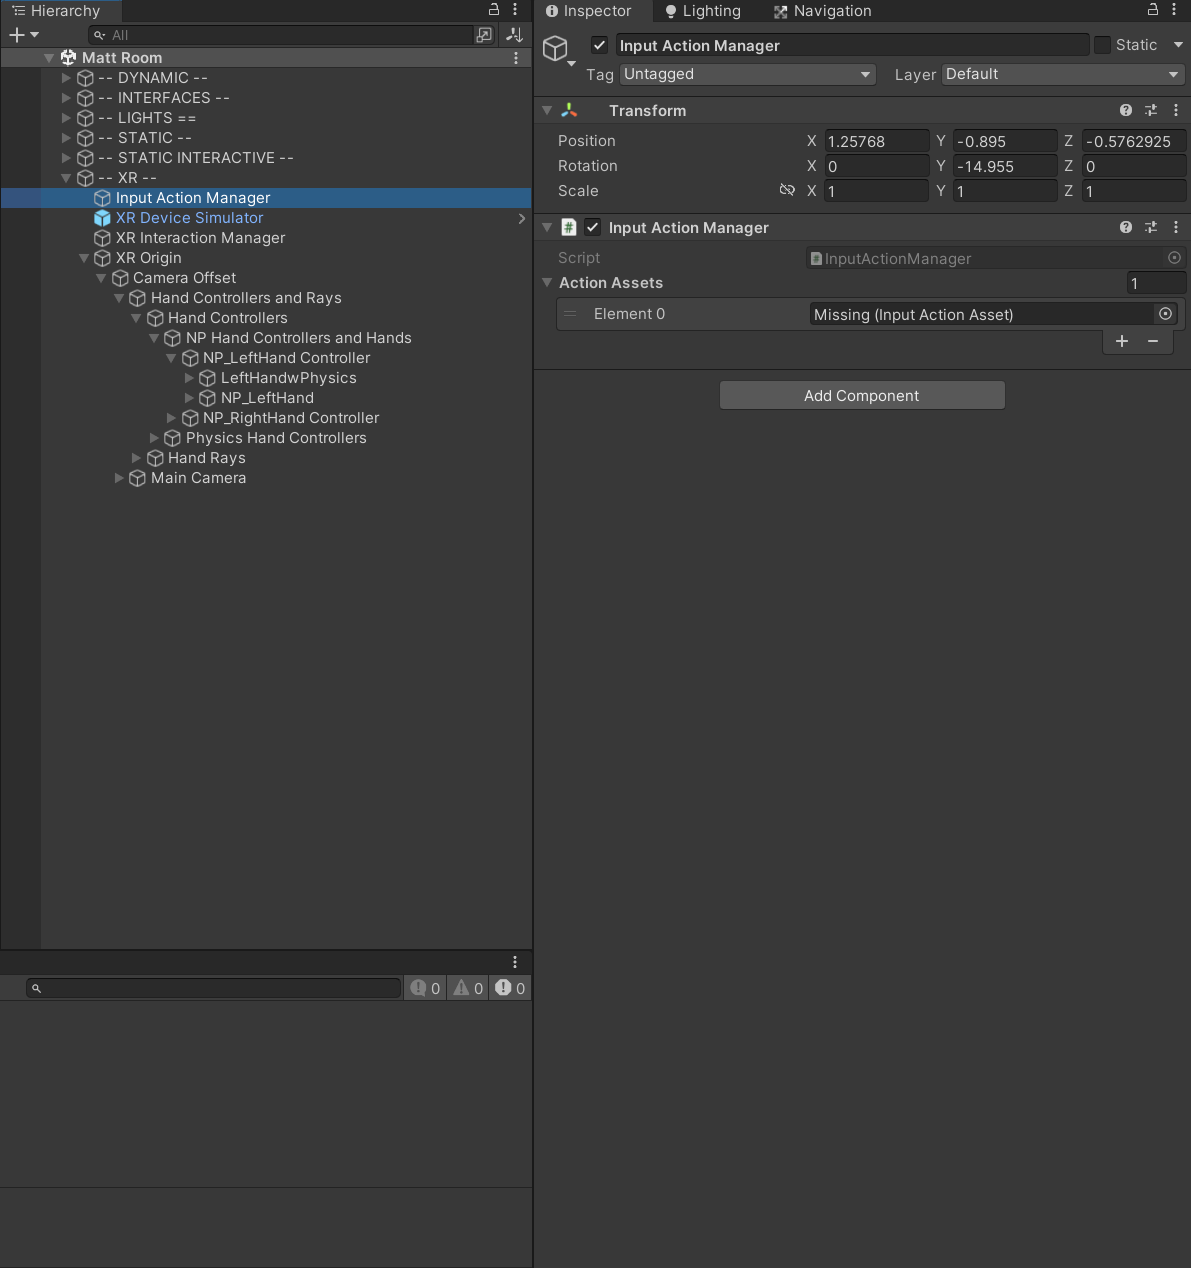 Hierarchy
All
Matt Room
-- DYNAMIC --
-- INTERFACES --
-- LIGHTS ==
-- STATIC --
-- STATIC INTERACTIVE --
-- XR --
Input Action Manager
XR Device Simulator
XR Interaction Manager
XR Origin
Camera Offset
Hand Controllers and Rays
Hand Controllers
NP Hand Controllers and Hands
NP_LeftHand Controller
LeftHandwPhysics
NP_LeftHand
NP_RightHand Controller
Physics Hand Controllers
Hand Rays
Main Camera
0 0 0
Inspector Lighting Navigation
Input Action Manager Static
Tag Untagged Layer Default
Transform
Position X 1.25768 Y -0.895 Z -0.5762925
Rotation X 0 Y -14.955 Z 0
Scale X 1 Y 1 Z 1
# Input Action Manager
Script # InputActionManager
Action Assets 1
Element 0 Missing (Input Action Asset)
+ −
Add Component